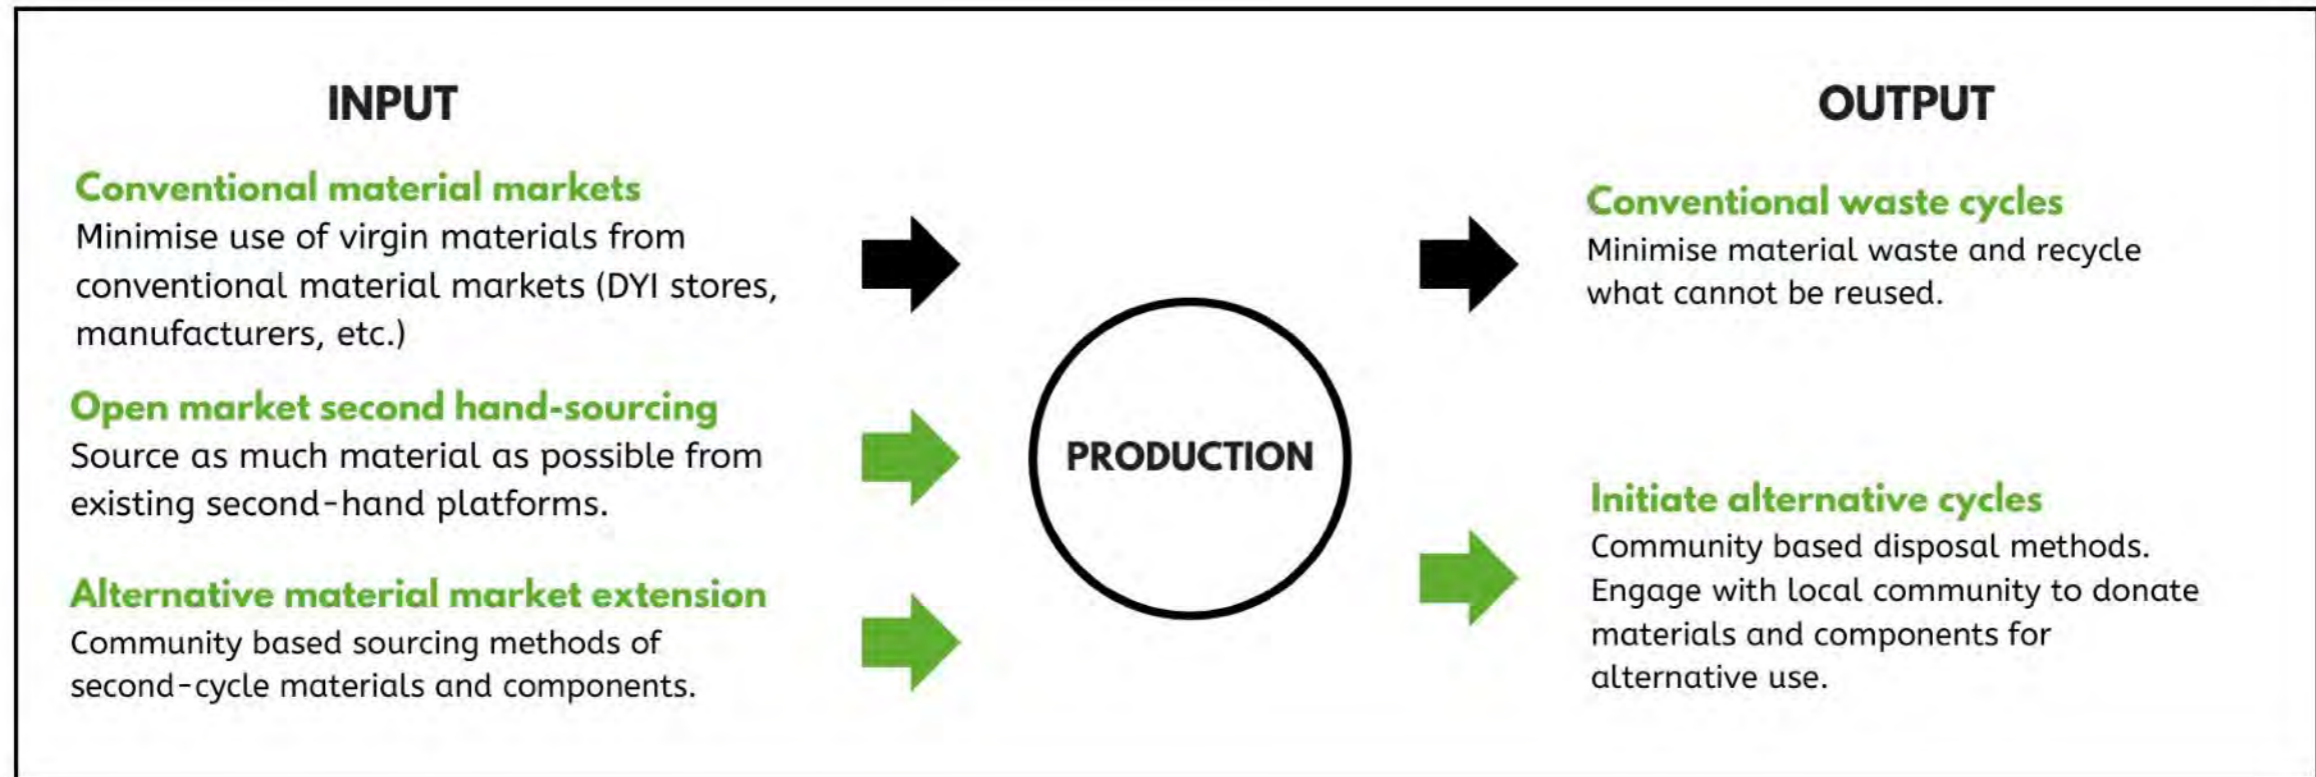 INPUT
Conventional material markets
Minimise use of virgin materials from
conventional material markets (DYI stores,
manufacturers, etc.)
Open market second hand-sourcing
Source as much material as possible from
existing second-hand platforms.
Alternative material market extension
Community based sourcing methods of
second-cycle materials and components.
PRODUCTION
OUTPUT
Conventional waste cycles
Minimise material waste and recycle
what cannot be reused.
Initiate alternative cycles
Community based disposal methods.
Engage with local community to donate
materials and components for
alternative use.